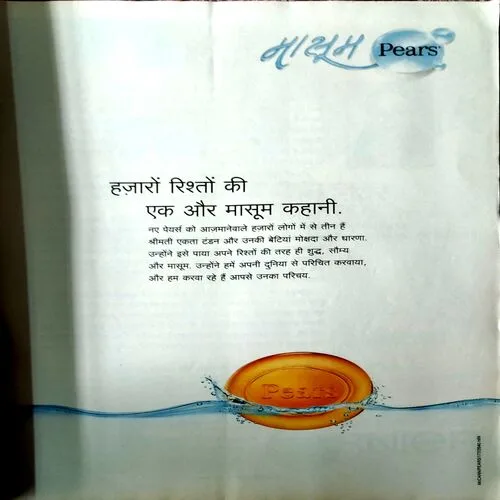 मासूम Pears
हज़ारों रिश्तों की
एक और मासूम कहानी.
नए पेयर्स को आज़मानेवाले हज़ारों लोगों में से तीन हैं
श्रीमती एकता टंडन और उनकी बेटियां मोक्षदा और धारणा.
उन्होंने इसे पाया अपने रिश्तों की तरह ही शुद्ध, सौम्य
और मासूम. उन्होंने हमें अपनी दुनिया से परिचित करवाया,
और हम करवा रहे हैं आपसे उनका परिचय.
Pears